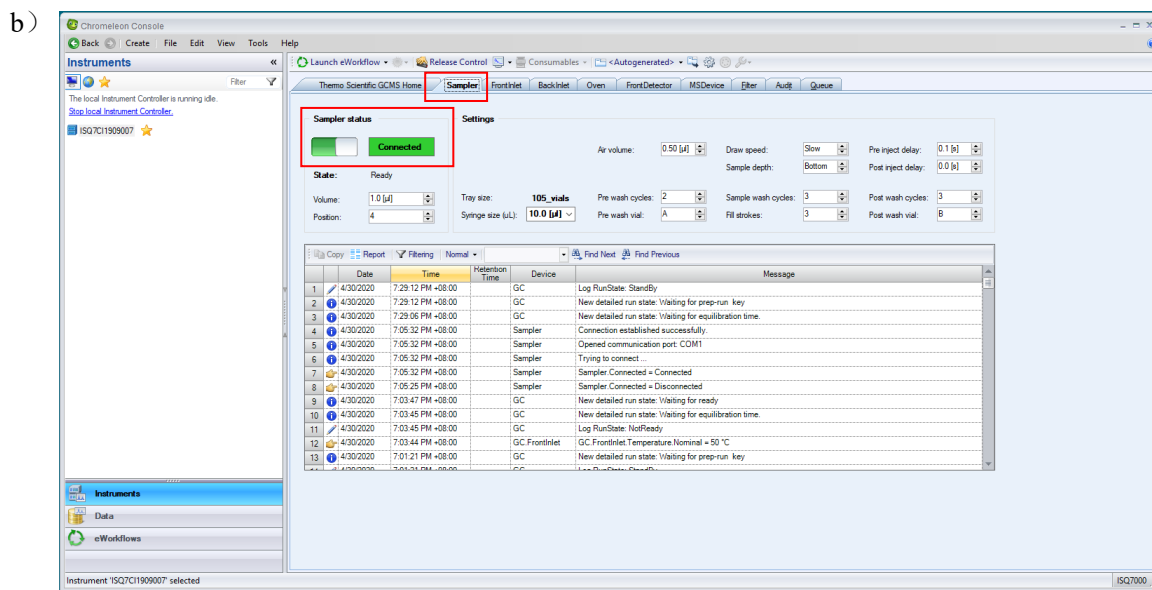 b）
Chromeleon Console
Back Create File Edit View Tools Help
Instruments «
Launch eWorkflow Release Control Consumables <Autogenerated>
Filter
Thermo Scientific GCMS Home Sampler FrontInlet BackInlet Oven FrontDetector MSDevice Filter Audit Queue
The local Instrument Controller is running idle.
Stop local Instrument Controller.
ISQ7CI1909007
Sampler status
Connected
State: Ready
Volume: 1.0 [µl]
Position: 4
Settings
Air volume: 0.50 [µl] Draw speed: Slow Pre inject delay: 0.1 [s]
Sample depth: Bottom Post inject delay: 0.0 [s]
Tray size: 105_vials Pre wash cycles: 2 Sample wash cycles: 3 Post wash cycles: 3
Syringe size (uL): 10.0 [µl] Pre wash vial: A Fill strokes: 3 Post wash vial: B
Copy Report Filtering Normal Find Next Find Previous
Date Time Retention Time Device Message
1 4/30/2020 7:29:12 PM +08:00 GC Log RunState: StandBy
2 4/30/2020 7:29:12 PM +08:00 GC New detailed run state: Waiting for prep-run key
3 4/30/2020 7:29:06 PM +08:00 GC New detailed run state: Waiting for equilibration time.
4 4/30/2020 7:05:32 PM +08:00 Sampler Connection established successfully.
5 4/30/2020 7:05:32 PM +08:00 Sampler Opened communication port: COM1
6 4/30/2020 7:05:32 PM +08:00 Sampler Trying to connect ...
7 4/30/2020 7:05:32 PM +08:00 Sampler Sampler.Connected = Connected
8 4/30/2020 7:05:25 PM +08:00 Sampler Sampler.Connected = Disconnected
9 4/30/2020 7:03:47 PM +08:00 GC New detailed run state: Waiting for ready
10 4/30/2020 7:03:45 PM +08:00 GC New detailed run state: Waiting for equilibration time.
11 4/30/2020 7:03:45 PM +08:00 GC Log RunState: NotReady
12 4/30/2020 7:03:44 PM +08:00 GC.FrontInlet GC.FrontInlet.Temperature.Nominal = 50 °C
13 4/30/2020 7:01:21 PM +08:00 GC New detailed run state: Waiting for prep-run key
Instruments
Data
eWorkflows
Instrument 'ISQ7CI1909007' selected
ISQ7000